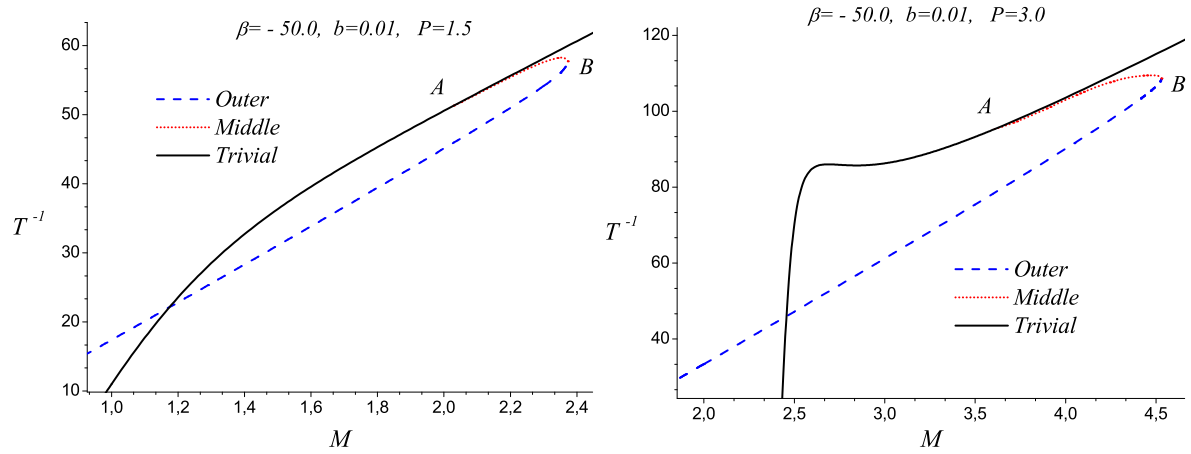 β= - 50.0, b=0.01, P=1.5
60
50
40
30
20
10
T -1
A
B
Outer
Middle
Trivial
1,0 1,2 1,4 1,6 1,8 2,0 2,2 2,4
M
β= - 50.0, b=0.01, P=3.0
120
100
80
60
40
T -1
A
B
Outer
Middle
Trivial
2,0 2,5 3,0 3,5 4,0 4,5
M